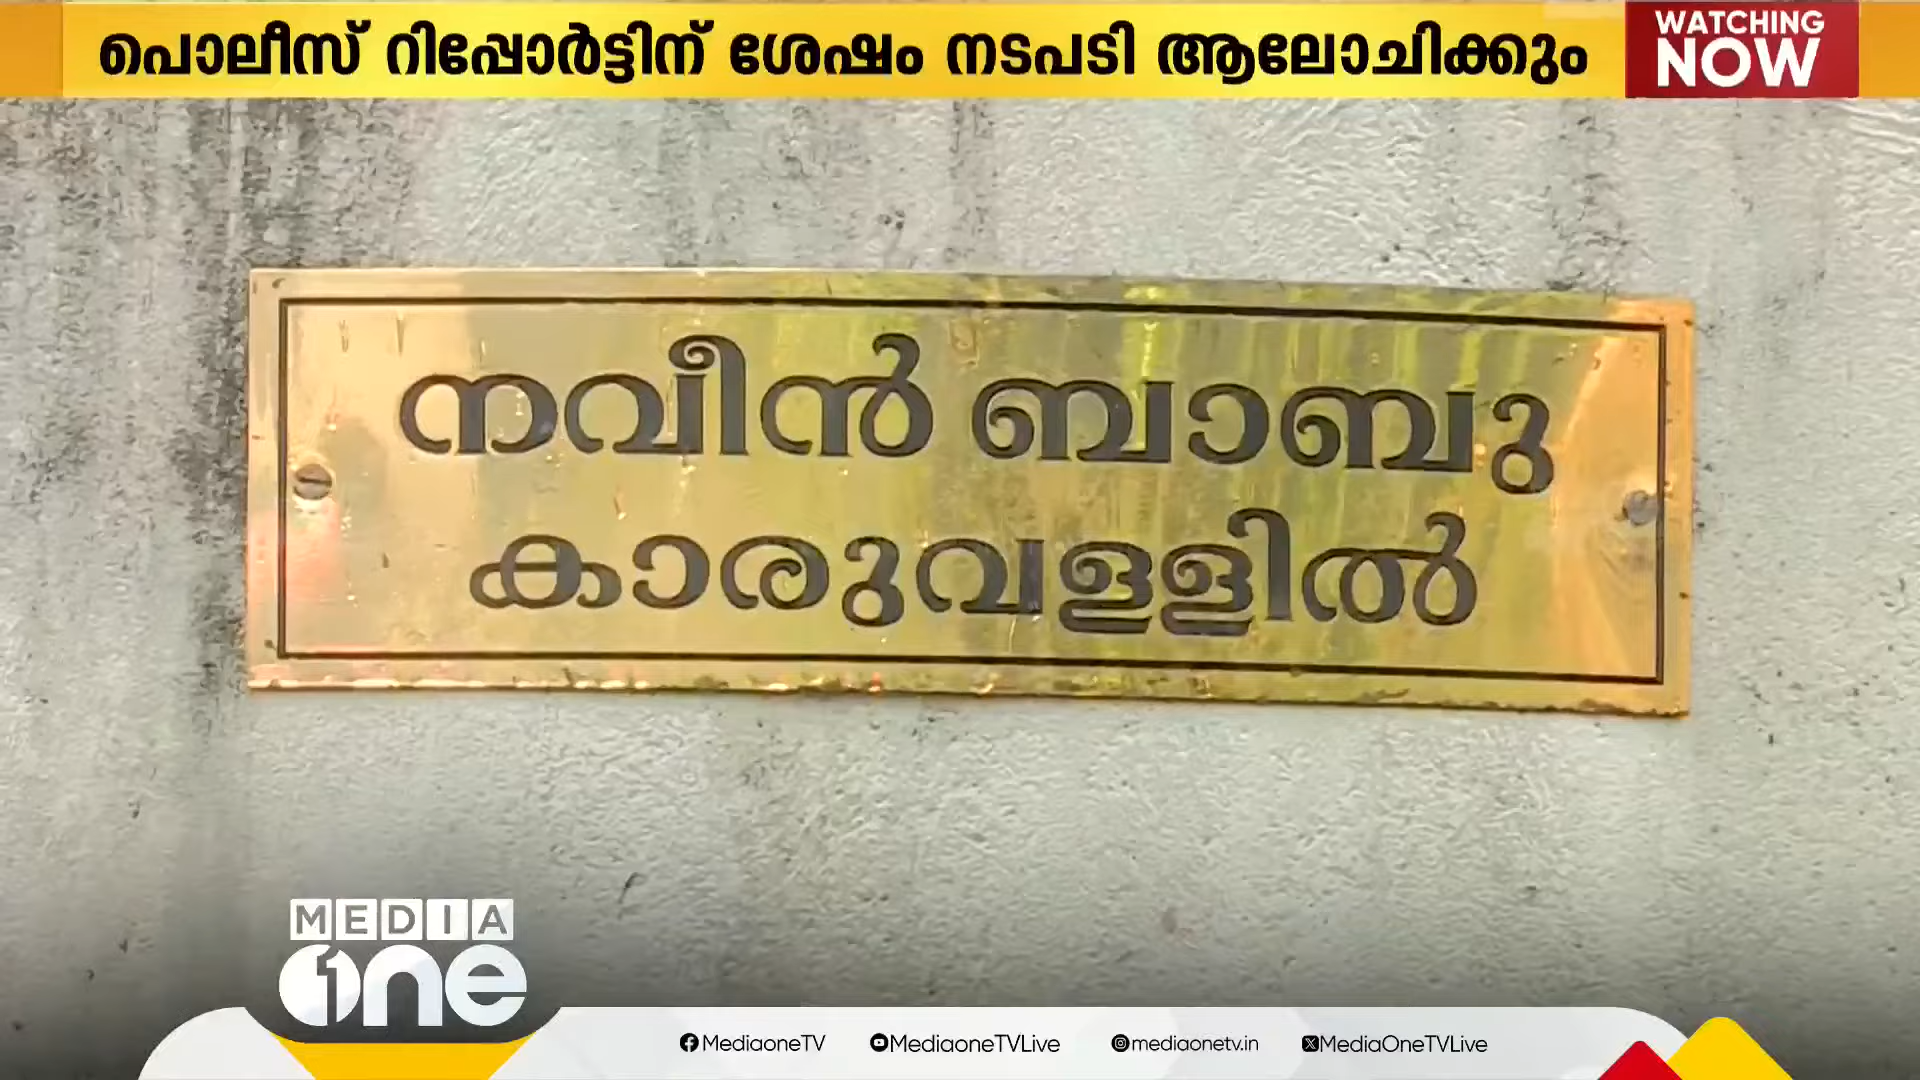 പൊലീസ് റിപ്പോർട്ടിന് ശേഷം നടപടി ആലോചിക്കും
WATCHING
NOW
നവീൻ ബാബു
കാരുവള്ളിൽ
MEDIA
one
MediaoneTV MediaoneTVLive mediaonetv.in MediaOneTVLive